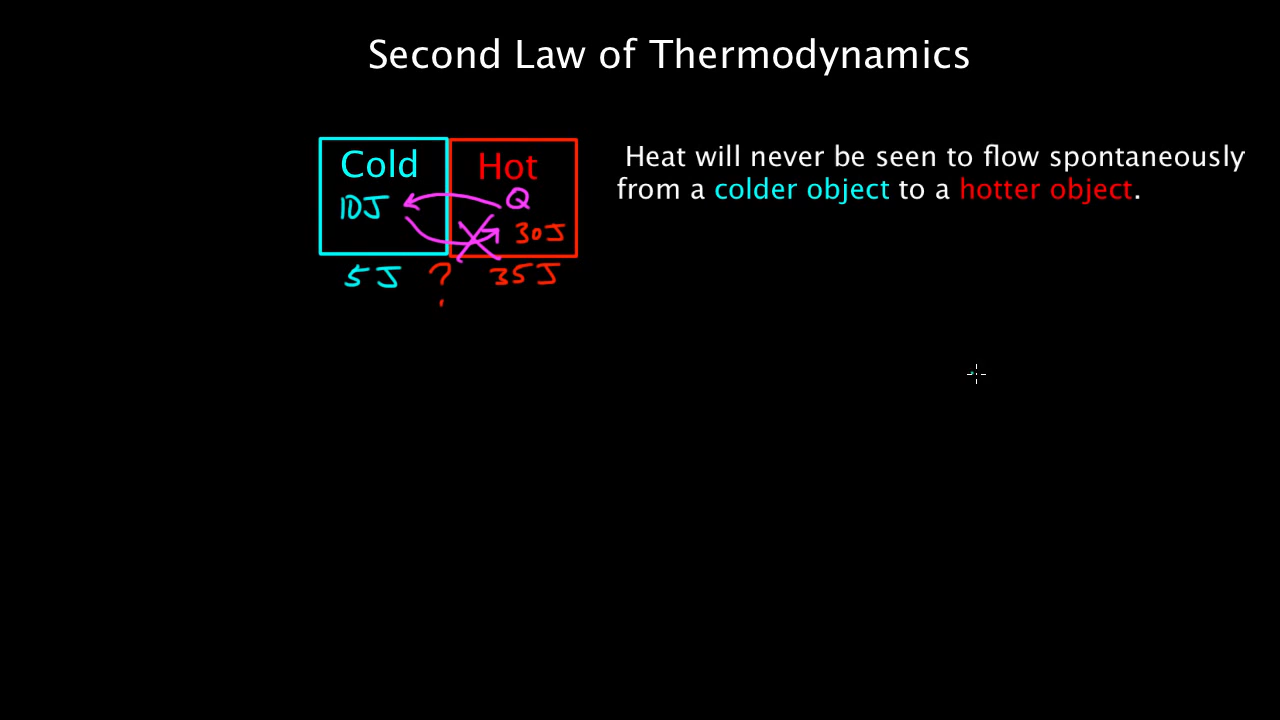 Second Law of Thermodynamics
Cold
Hot
10J
Q
30J
5J ? 35J
Heat will never be seen to flow spontaneously
from a colder object to a hotter object.